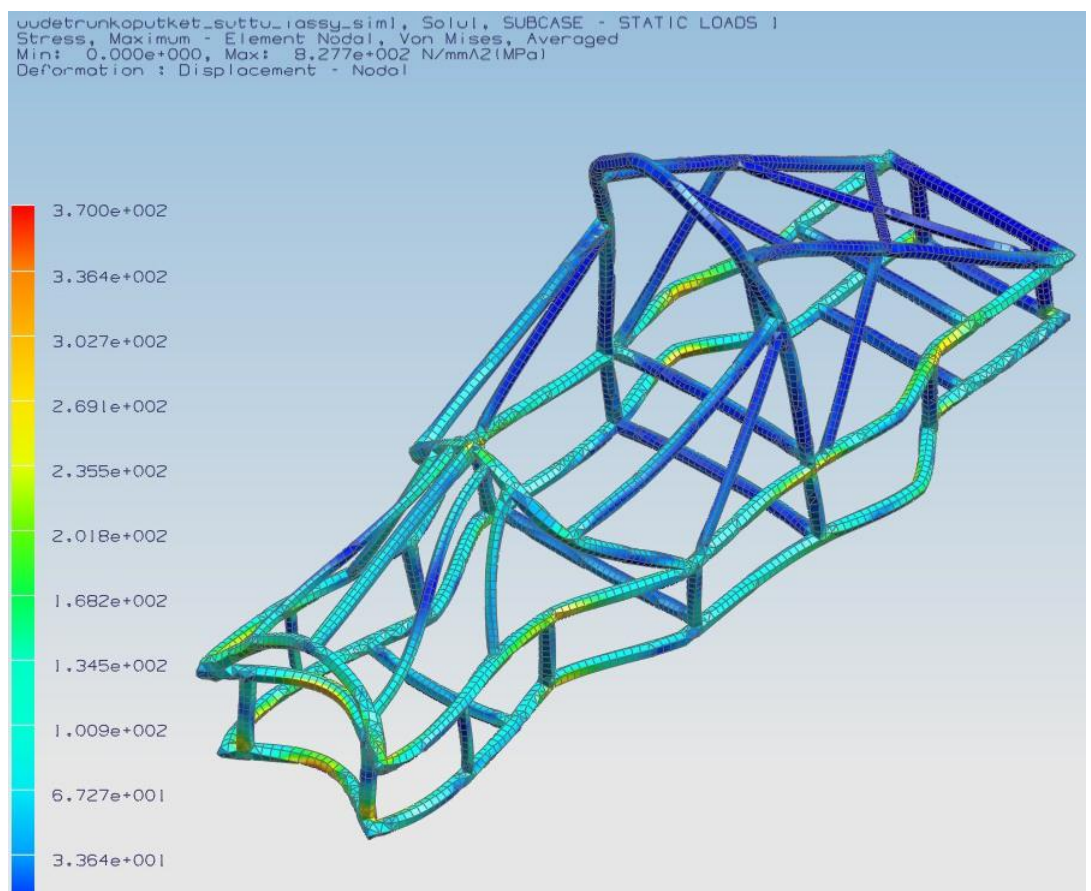 uudetrunkoputket_suttu_1assy_sim1, Solu1, SUBCASE - STATIC LOADS 1
Stress, Maximum - Element Nodal, Von Mises, Averaged
Min: 0.000e+000, Max: 8.277e+002 N/mm^2(MPa)
Deformation : Displacement - Nodal
3.700e+002
3.364e+002
3.027e+002
2.691e+002
2.355e+002
2.018e+002
1.682e+002
1.345e+002
1.009e+002
6.727e+001
3.364e+001